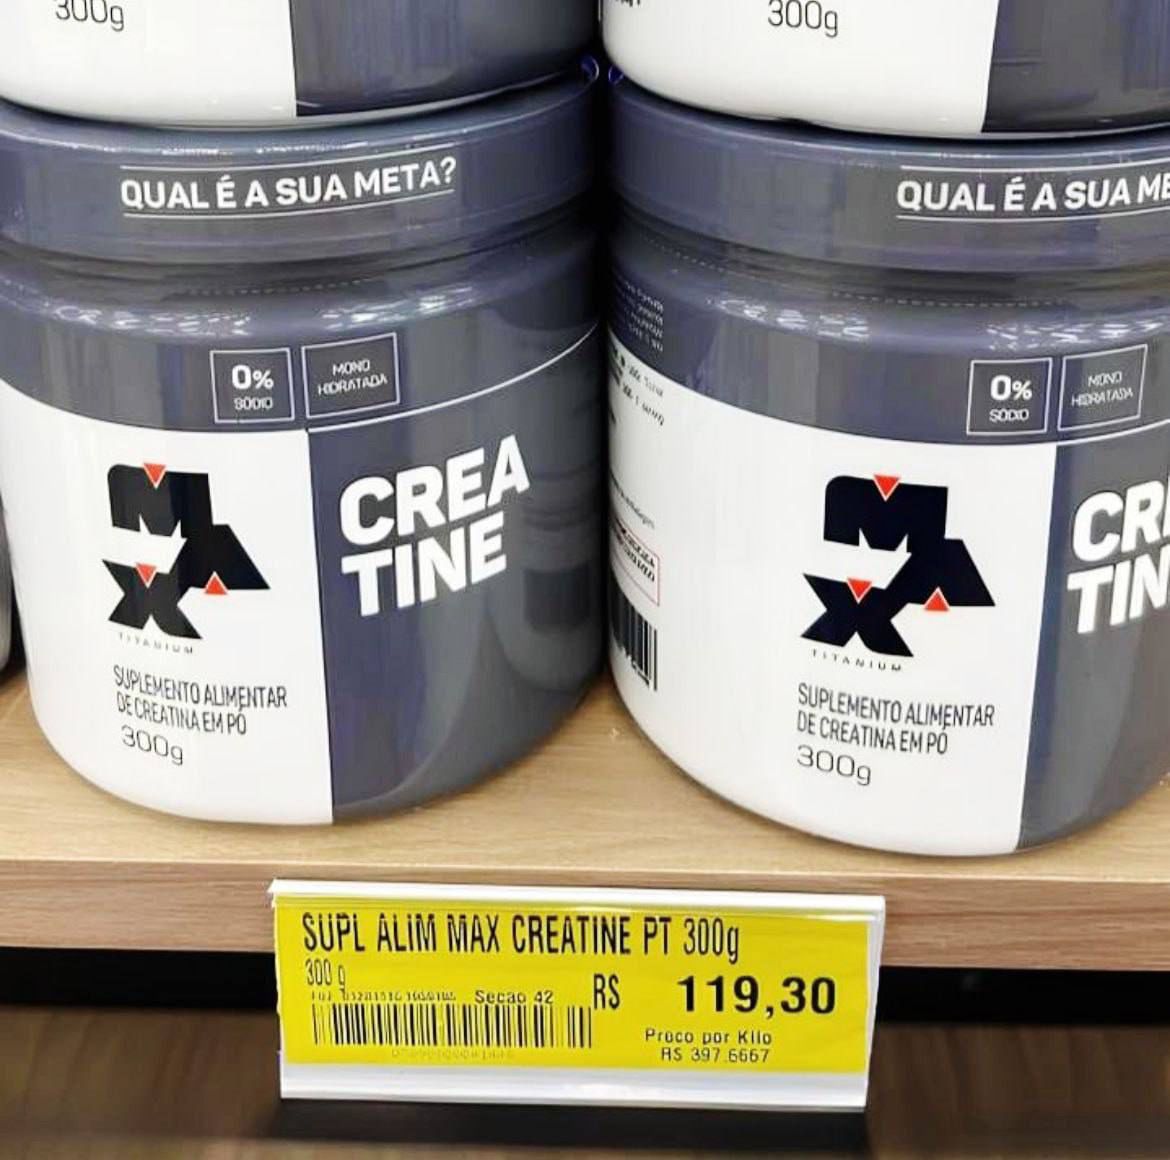 300g
300g
QUAL É A SUA META?
QUAL É A SUA ME
0%
SÓDIO
MONO
HIDRATADA
0%
SÓDIO
MONO
HIDRATADA
MAX
TITANIUM
CREA
TINE
SUPLEMENTO ALIMENTAR
DE CREATINA EM PÓ
300g
MAX
TITANIUM
CR
TIN
SUPLEMENTO ALIMENTAR
DE CREATINA EM PÓ
300g
SUPL ALIM MAX CREATINE PT 300g
300 g
Secao 42
R$ 119,30
Preco por Kilo
R$ 397.6667